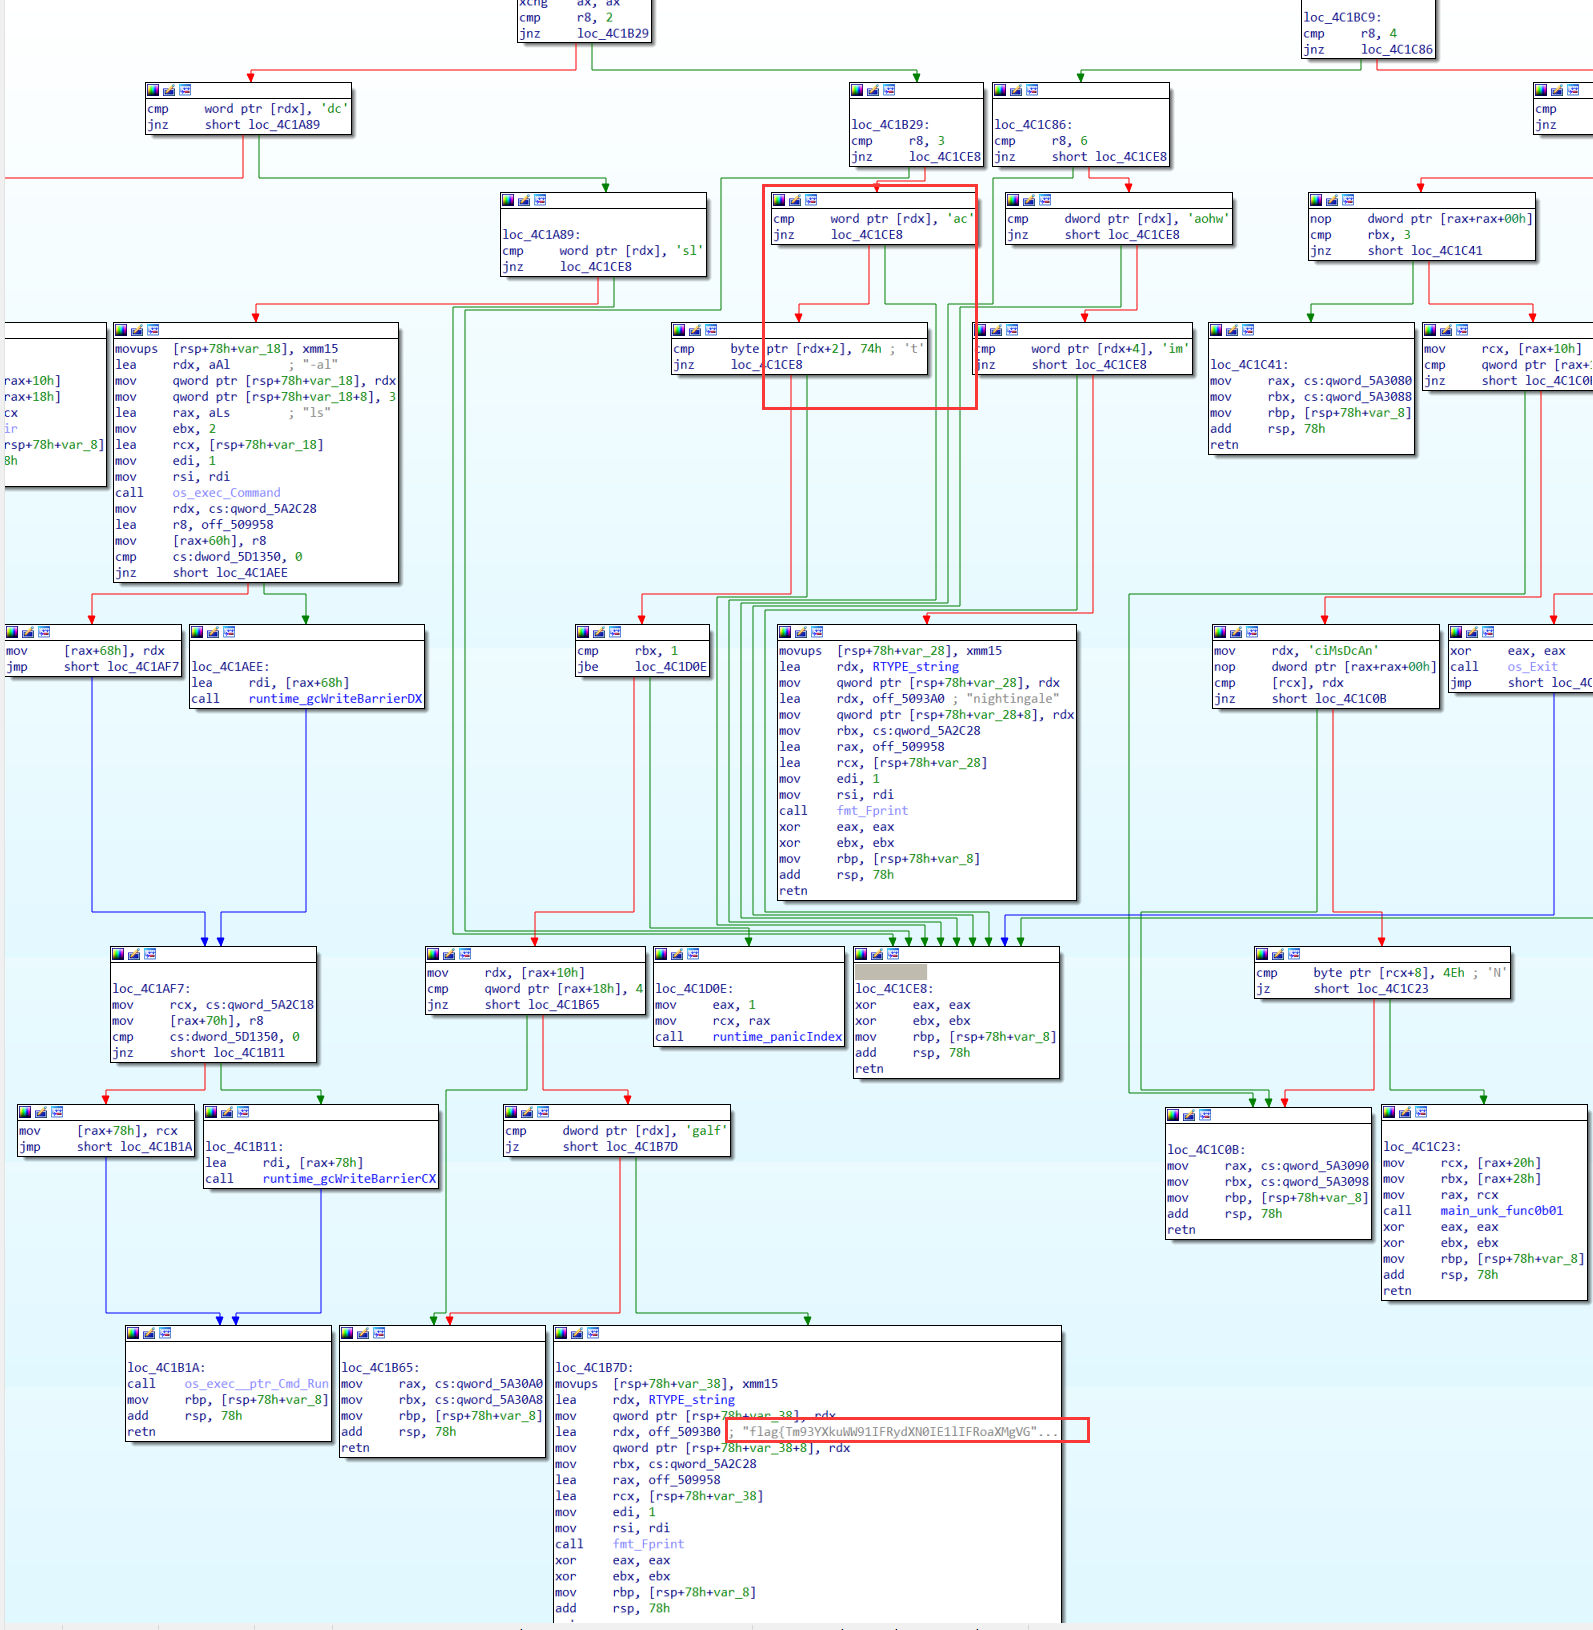 xchg ax, ax
cmp r8, 2
jnz loc_4C1B29
loc_4C1BC9:
cmp r8, 4
jnz loc_4C1C86
cmp word ptr [rdx], 'dc'
jnz short loc_4C1A89
loc_4C1B29:
cmp r8, 3
jnz loc_4C1CE8
loc_4C1C86:
cmp r8, 6
jnz short loc_4C1CE8
cmp
jnz
loc_4C1A89:
cmp word ptr [rdx], 'sl'
jnz loc_4C1CE8
cmp word ptr [rdx], 'ac'
jnz loc_4C1CE8
cmp dword ptr [rdx], 'aohw'
jnz short loc_4C1CE8
nop dword ptr [rax+rax+00h]
cmp rbx, 3
jnz short loc_4C1C41
rax+10h]
rax+18h]
cx
ir
rsp+78h+var_8]
8h
movups [rsp+78h+var_18], xmm15
lea rdx, aAl ; "-al"
mov qword ptr [rsp+78h+var_18], rdx
mov qword ptr [rsp+78h+var_18+8], 3
lea rax, aLs ; "ls"
mov ebx, 2
lea rcx, [rsp+78h+var_18]
mov edi, 1
mov rsi, rdi
call os_exec_Command
mov rdx, cs:qword_5A2C28
lea r8, off_509958
mov [rax+60h], r8
cmp cs:dword_5D1350, 0
jnz short loc_4C1AEE
cmp byte ptr [rdx+2], 74h ; 't'
jnz loc_4C1CE8
cmp word ptr [rdx+4], 'im'
jnz short loc_4C1CE8
loc_4C1C41:
mov rax, cs:qword_5A3080
mov rbx, cs:qword_5A3088
mov rbp, [rsp+78h+var_8]
add rsp, 78h
retn
mov rcx, [rax+10h]
cmp qword ptr [rax+1
jnz short loc_4C1C0
mov [rax+68h], rdx
jmp short loc_4C1AF7
loc_4C1AEE:
lea rdi, [rax+68h]
call runtime_gcWriteBarrierDX
cmp rbx, 1
jbe loc_4C1D0E
movups [rsp+78h+var_28], xmm15
lea rdx, RTYPE_string
mov qword ptr [rsp+78h+var_28], rdx
lea rdx, off_5093A0 ; "nightingale"
mov qword ptr [rsp+78h+var_28+8], rdx
mov rbx, cs:qword_5A2C28
lea rax, off_509958
lea rcx, [rsp+78h+var_28]
mov edi, 1
mov rsi, rdi
call fmt_Fprint
xor eax, eax
xor ebx, ebx
mov rbp, [rsp+78h+var_8]
add rsp, 78h
retn
mov rdx, 'ciMsDcAn'
nop dword ptr [rax+rax+00h]
cmp [rcx], rdx
jnz short loc_4C1C0B
xor eax, eax
call os_Exit
jmp short loc_4C
loc_4C1AF7:
mov rcx, cs:qword_5A2C18
mov [rax+70h], r8
cmp cs:dword_5D1350, 0
jnz short loc_4C1B11
mov rdx, [rax+10h]
cmp qword ptr [rax+18h], 4
jnz short loc_4C1B65
loc_4C1D0E:
mov eax, 1
mov rcx, rax
call runtime_panicIndex
loc_4C1CE8:
xor eax, eax
xor ebx, ebx
mov rbp, [rsp+78h+var_8]
add rsp, 78h
retn
cmp byte ptr [rcx+8], 4Eh ; 'N'
jz short loc_4C1C23
mov [rax+78h], rcx
jmp short loc_4C1B1A
loc_4C1B11:
lea rdi, [rax+78h]
call runtime_gcWriteBarrierCX
cmp dword ptr [rdx], 'galf'
jz short loc_4C1B7D
loc_4C1C0B:
mov rax, cs:qword_5A3090
mov rbx, cs:qword_5A3098
mov rbp, [rsp+78h+var_8]
add rsp, 78h
retn
loc_4C1C23:
mov rcx, [rax+20h]
mov rbx, [rax+28h]
mov rax, rcx
call main_unk_func0b01
xor eax, eax
xor ebx, ebx
mov rbp, [rsp+78h+var_8]
add rsp, 78h
retn
loc_4C1B1A:
call os_exec__ptr_Cmd_Run
mov rbp, [rsp+78h+var_8]
add rsp, 78h
retn
loc_4C1B65:
mov rax, cs:qword_5A30A0
mov rbx, cs:qword_5A30A8
mov rbp, [rsp+78h+var_8]
add rsp, 78h
retn
loc_4C1B7D:
movups [rsp+78h+var_38], xmm15
lea rdx, RTYPE_string
mov qword ptr [rsp+78h+var_38], rdx
lea rdx, off_5093B0 ; "flag{Tm93YXkuWW91IFRydXN0IE1lIFRoaXMgVG"...
mov qword ptr [rsp+78h+var_38+8], rdx
mov rbx, cs:qword_5A2C28
lea rax, off_509958
lea rcx, [rsp+78h+var_38]
mov edi, 1
mov rsi, rdi
call fmt_Fprint
xor eax, eax
xor ebx, ebx
mov rbp, [rsp+78h+var_8]
add rsp, 78h